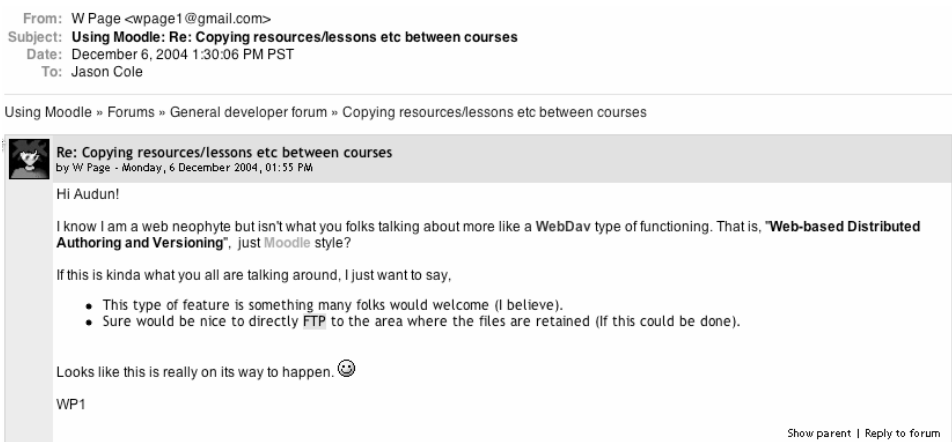 From: W Page <wpage1@gmail.com>
Subject: Using Moodle: Re: Copying resources/lessons etc between courses
Date: December 6, 2004 1:30:06 PM PST
To: Jason Cole
Using Moodle » Forums » General developer forum » Copying resources/lessons etc between courses
Re: Copying resources/lessons etc between courses
by W Page - Monday, 6 December 2004, 01:55 PM
Hi Audun!
I know I am a web neophyte but isn't what you folks talking about more like a WebDav type of functioning. That is, "Web-based Distributed
Authoring and Versioning", just Moodle style?
If this is kinda what you all are talking around, I just want to say,
• This type of feature is something many folks would welcome (I believe).
• Sure would be nice to directly FTP to the area where the files are retained (If this could be done).
Looks like this is really on its way to happen.
WP1
Show parent | Reply to forum